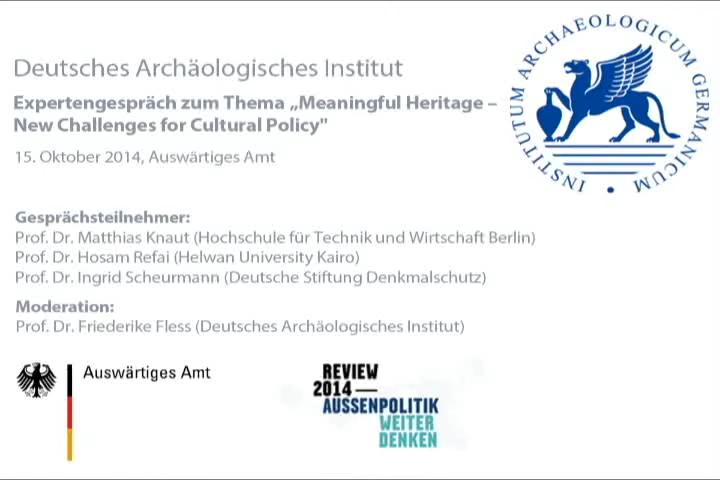 Deutsches Archäologisches Institut
Expertengespräch zum Thema „Meaningful Heritage –
New Challenges for Cultural Policy"
15. Oktober 2014, Auswärtiges Amt
INSTITUTUM ARCHAEOLOGICUM GERMANICUM
Gesprächsteilnehmer:
Prof. Dr. Matthias Knaut (Hochschule für Technik und Wirtschaft Berlin)
Prof. Dr. Hosam Refai (Helwan University Kairo)
Prof. Dr. Ingrid Scheurmann (Deutsche Stiftung Denkmalschutz)
Moderation:
Prof. Dr. Friederike Fless (Deutsches Archäologisches Institut)
Auswärtiges Amt
REVIEW
2014 —
AUSSENPOLITIK
WEITER
DENKEN